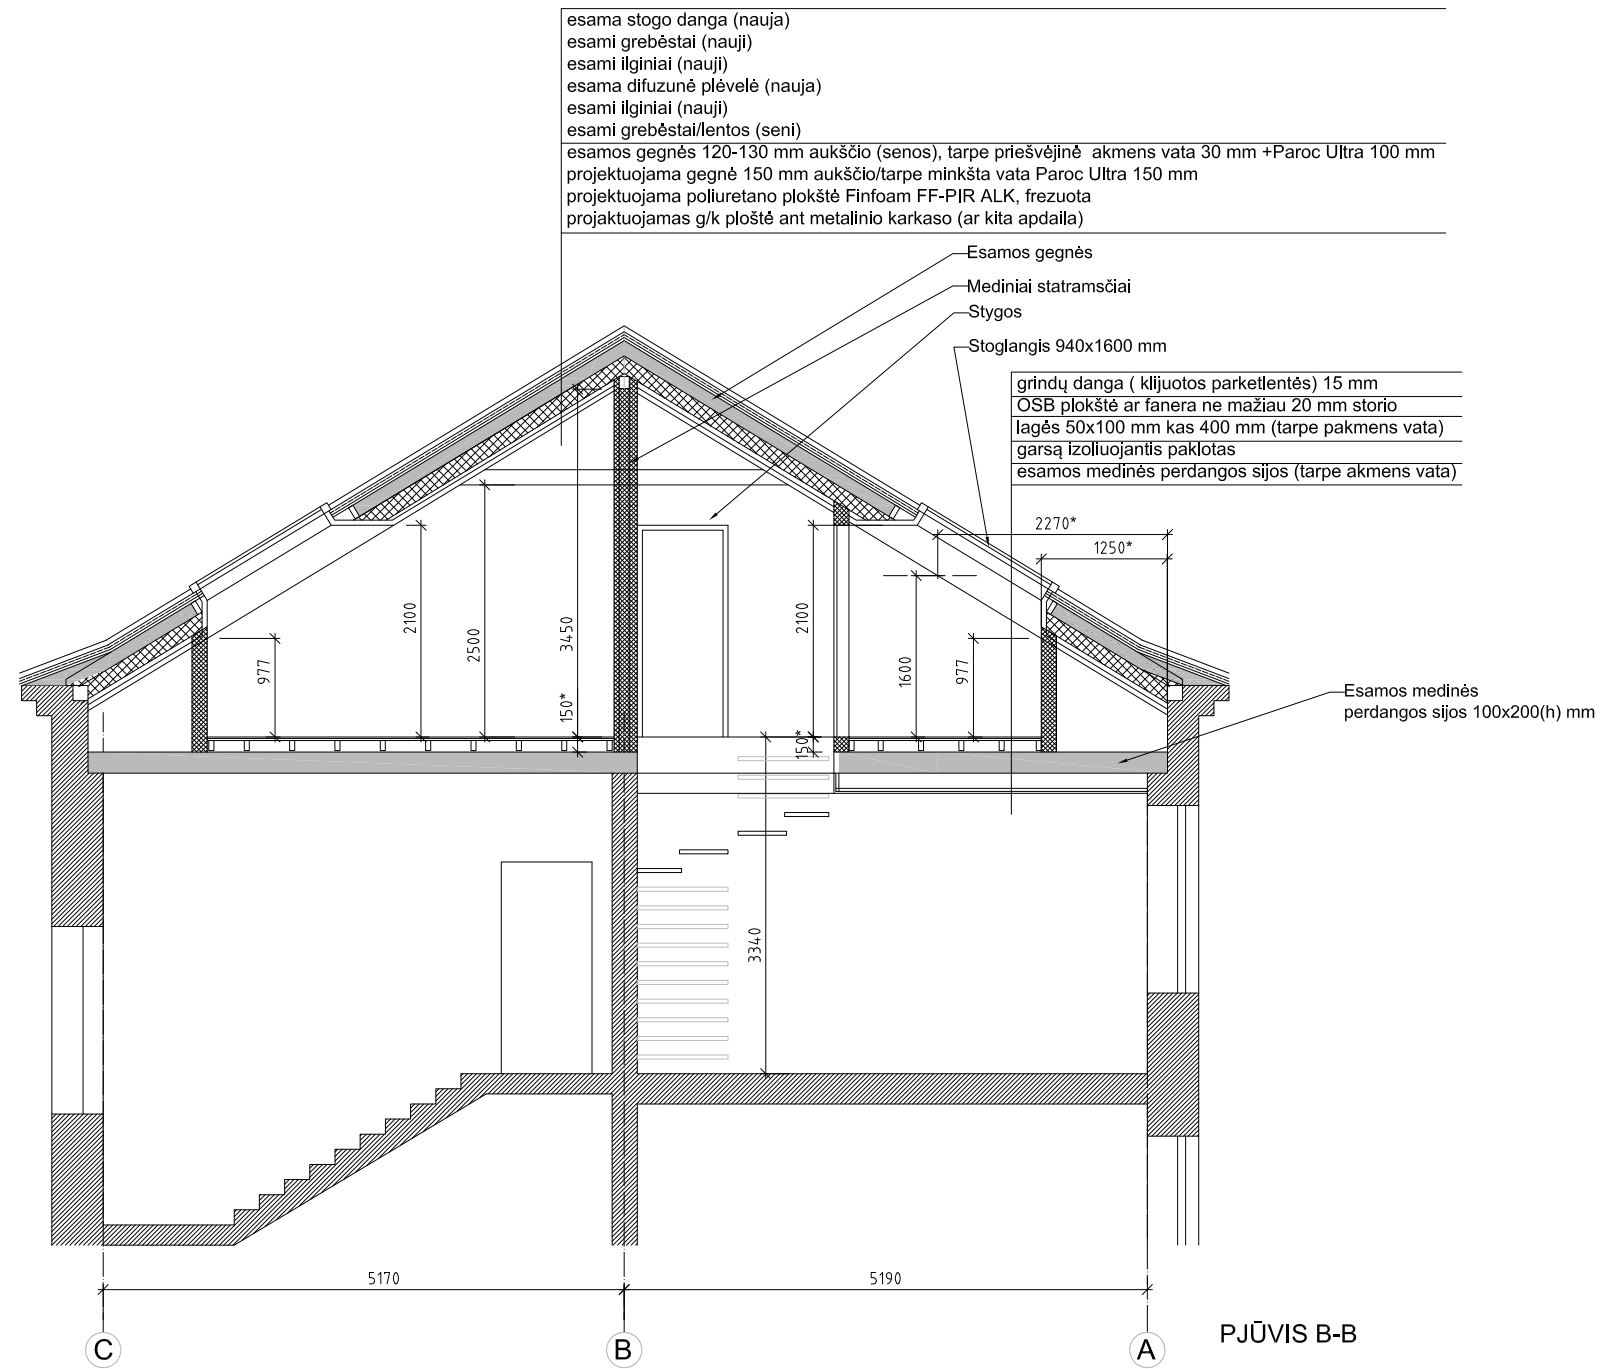 esama stogo danga (nauja)
esami grebėstai (nauji)
esami ilginiai (nauji)
esama difuzunė plėvelė (nauja)
esami ilginiai (nauji)
esami grebėstai/lentos (seni)
esamos gegnės 120-130 mm aukščio (senos), tarpe priešvėjinė akmens vata 30 mm +Paroc Ultra 100 mm
projektuojama gegnė 150 mm aukščio/tarpe minkšta vata Paroc Ultra 150 mm
projektuojama poliuretano plokštė Finfoam FF-PIR ALK, frezuota
projaktuojamas g/k ploštė ant metalinio karkaso (ar kita apdaila)
Esamos gegnės
Mediniai statramsčiai
Stygos
Stoglangis 940x1600 mm
grindų danga ( klijuotos parketlentės) 15 mm
OSB plokštė ar fanera ne mažiau 20 mm storio
lagės 50x100 mm kas 400 mm (tarpe pakmens vata)
garsą izoliuojantis paklotas
esamos medinės perdangos sijos (tarpe akmens vata)
2270*
1250*
977
2100
2500
3450
150*
2100
150*
1600
977
Esamos medinės
perdangos sijos 100x200(h) mm
3340
5170
5190
C
B
A
PJŪVIS B-B